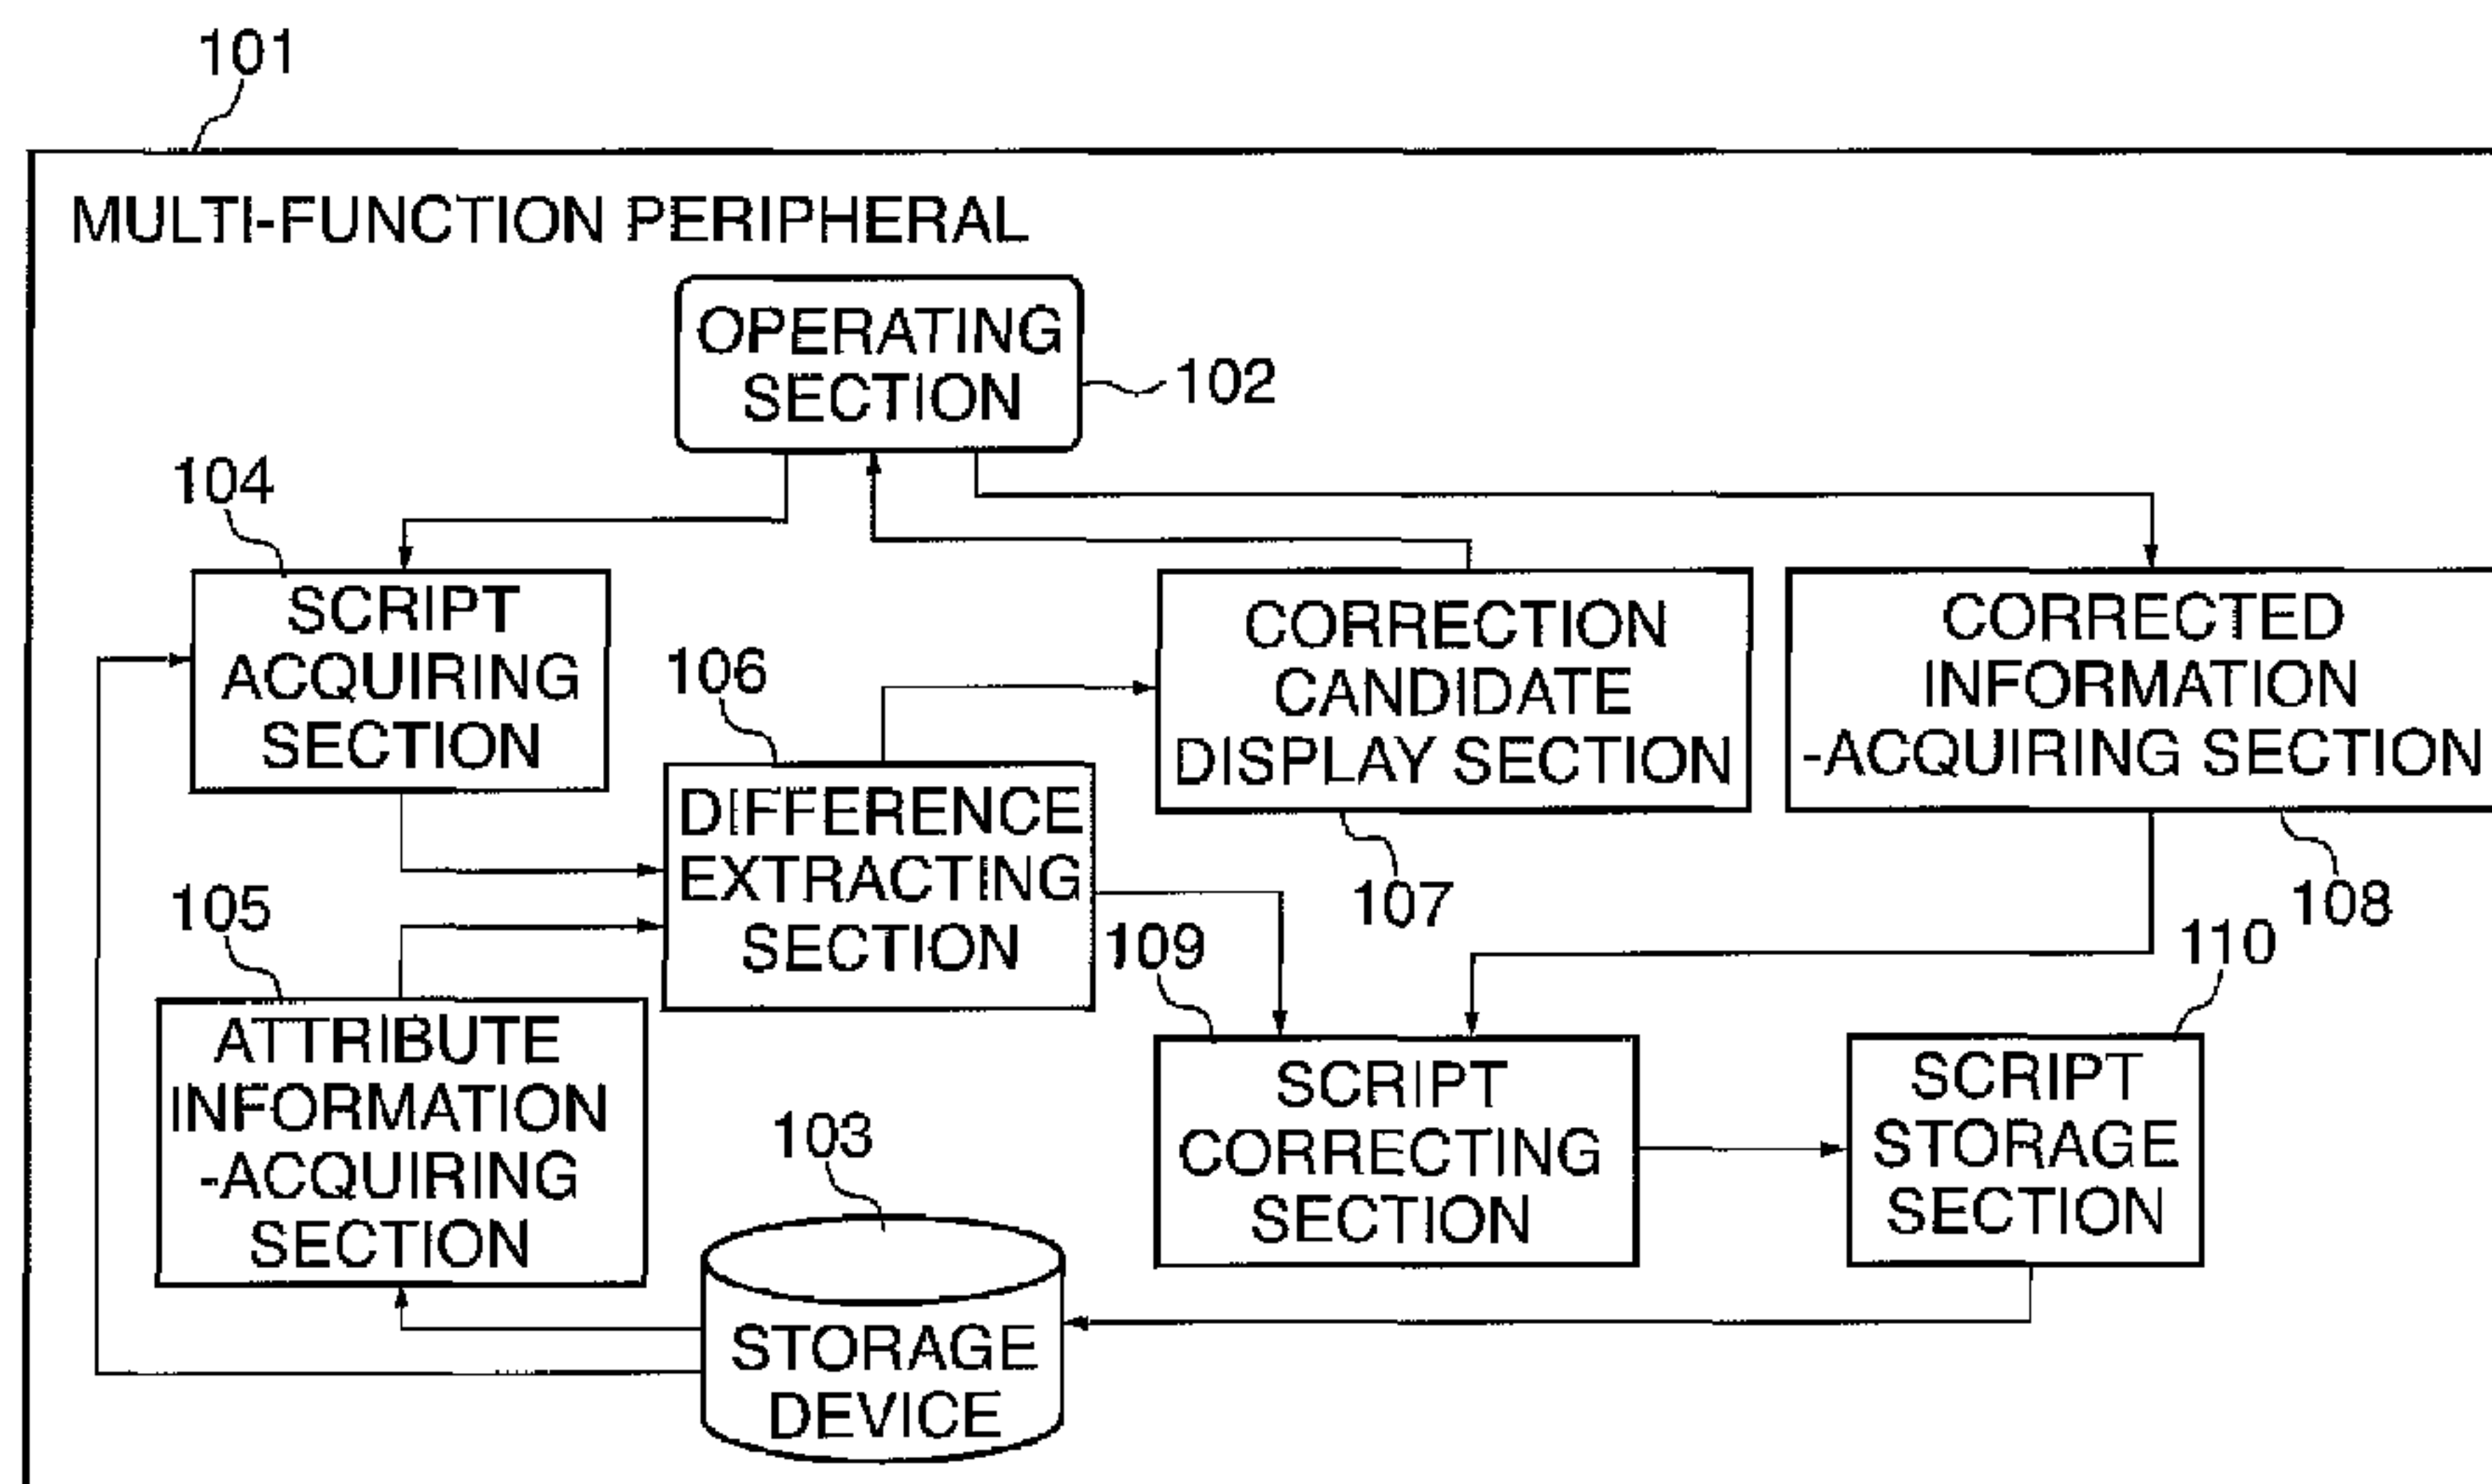 101
MULTI-FUNCTION PERIPHERAL
OPERATING
SECTION
102
104
SCRIPT
ACQUIRING
SECTION
106
DIFFERENCE
EXTRACTING
SECTION
CORRECTION
CANDIDATE
DISPLAY SECTION
107
CORRECTED
INFORMATION
-ACQUIRING SECTION
108
105
ATTRIBUTE
INFORMATION
-ACQUIRING
SECTION
103
STORAGE
DEVICE
109
SCRIPT
CORRECTING
SECTION
110
SCRIPT
STORAGE
SECTION